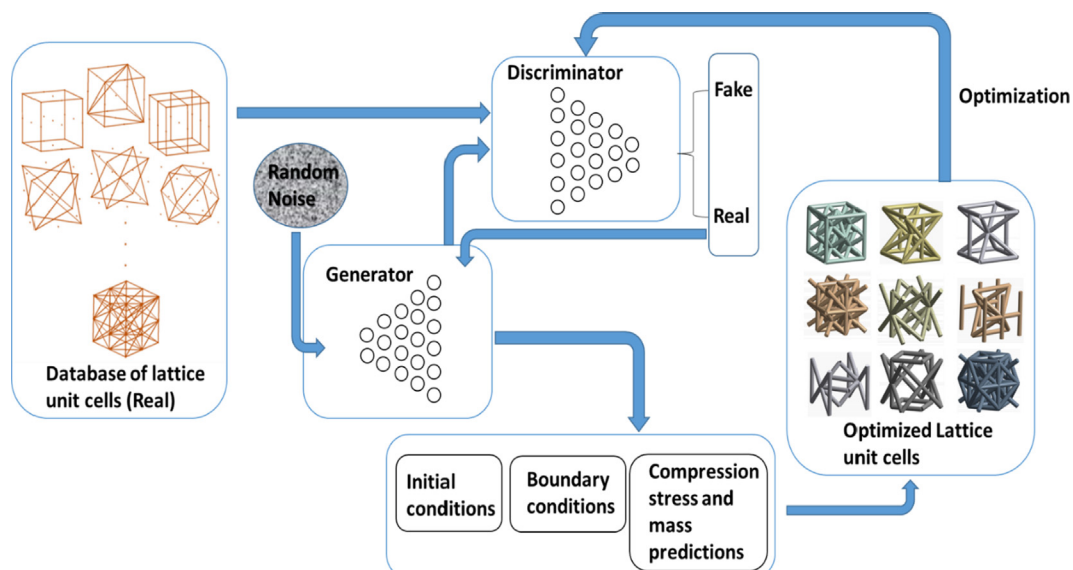 Discriminator
Fake
Real
Optimization
Random
Noise
Generator
Database of lattice
unit cells (Real)
Initial
conditions
Boundary
conditions
Compression
stress and
mass
predictions
Optimized Lattice
unit cells